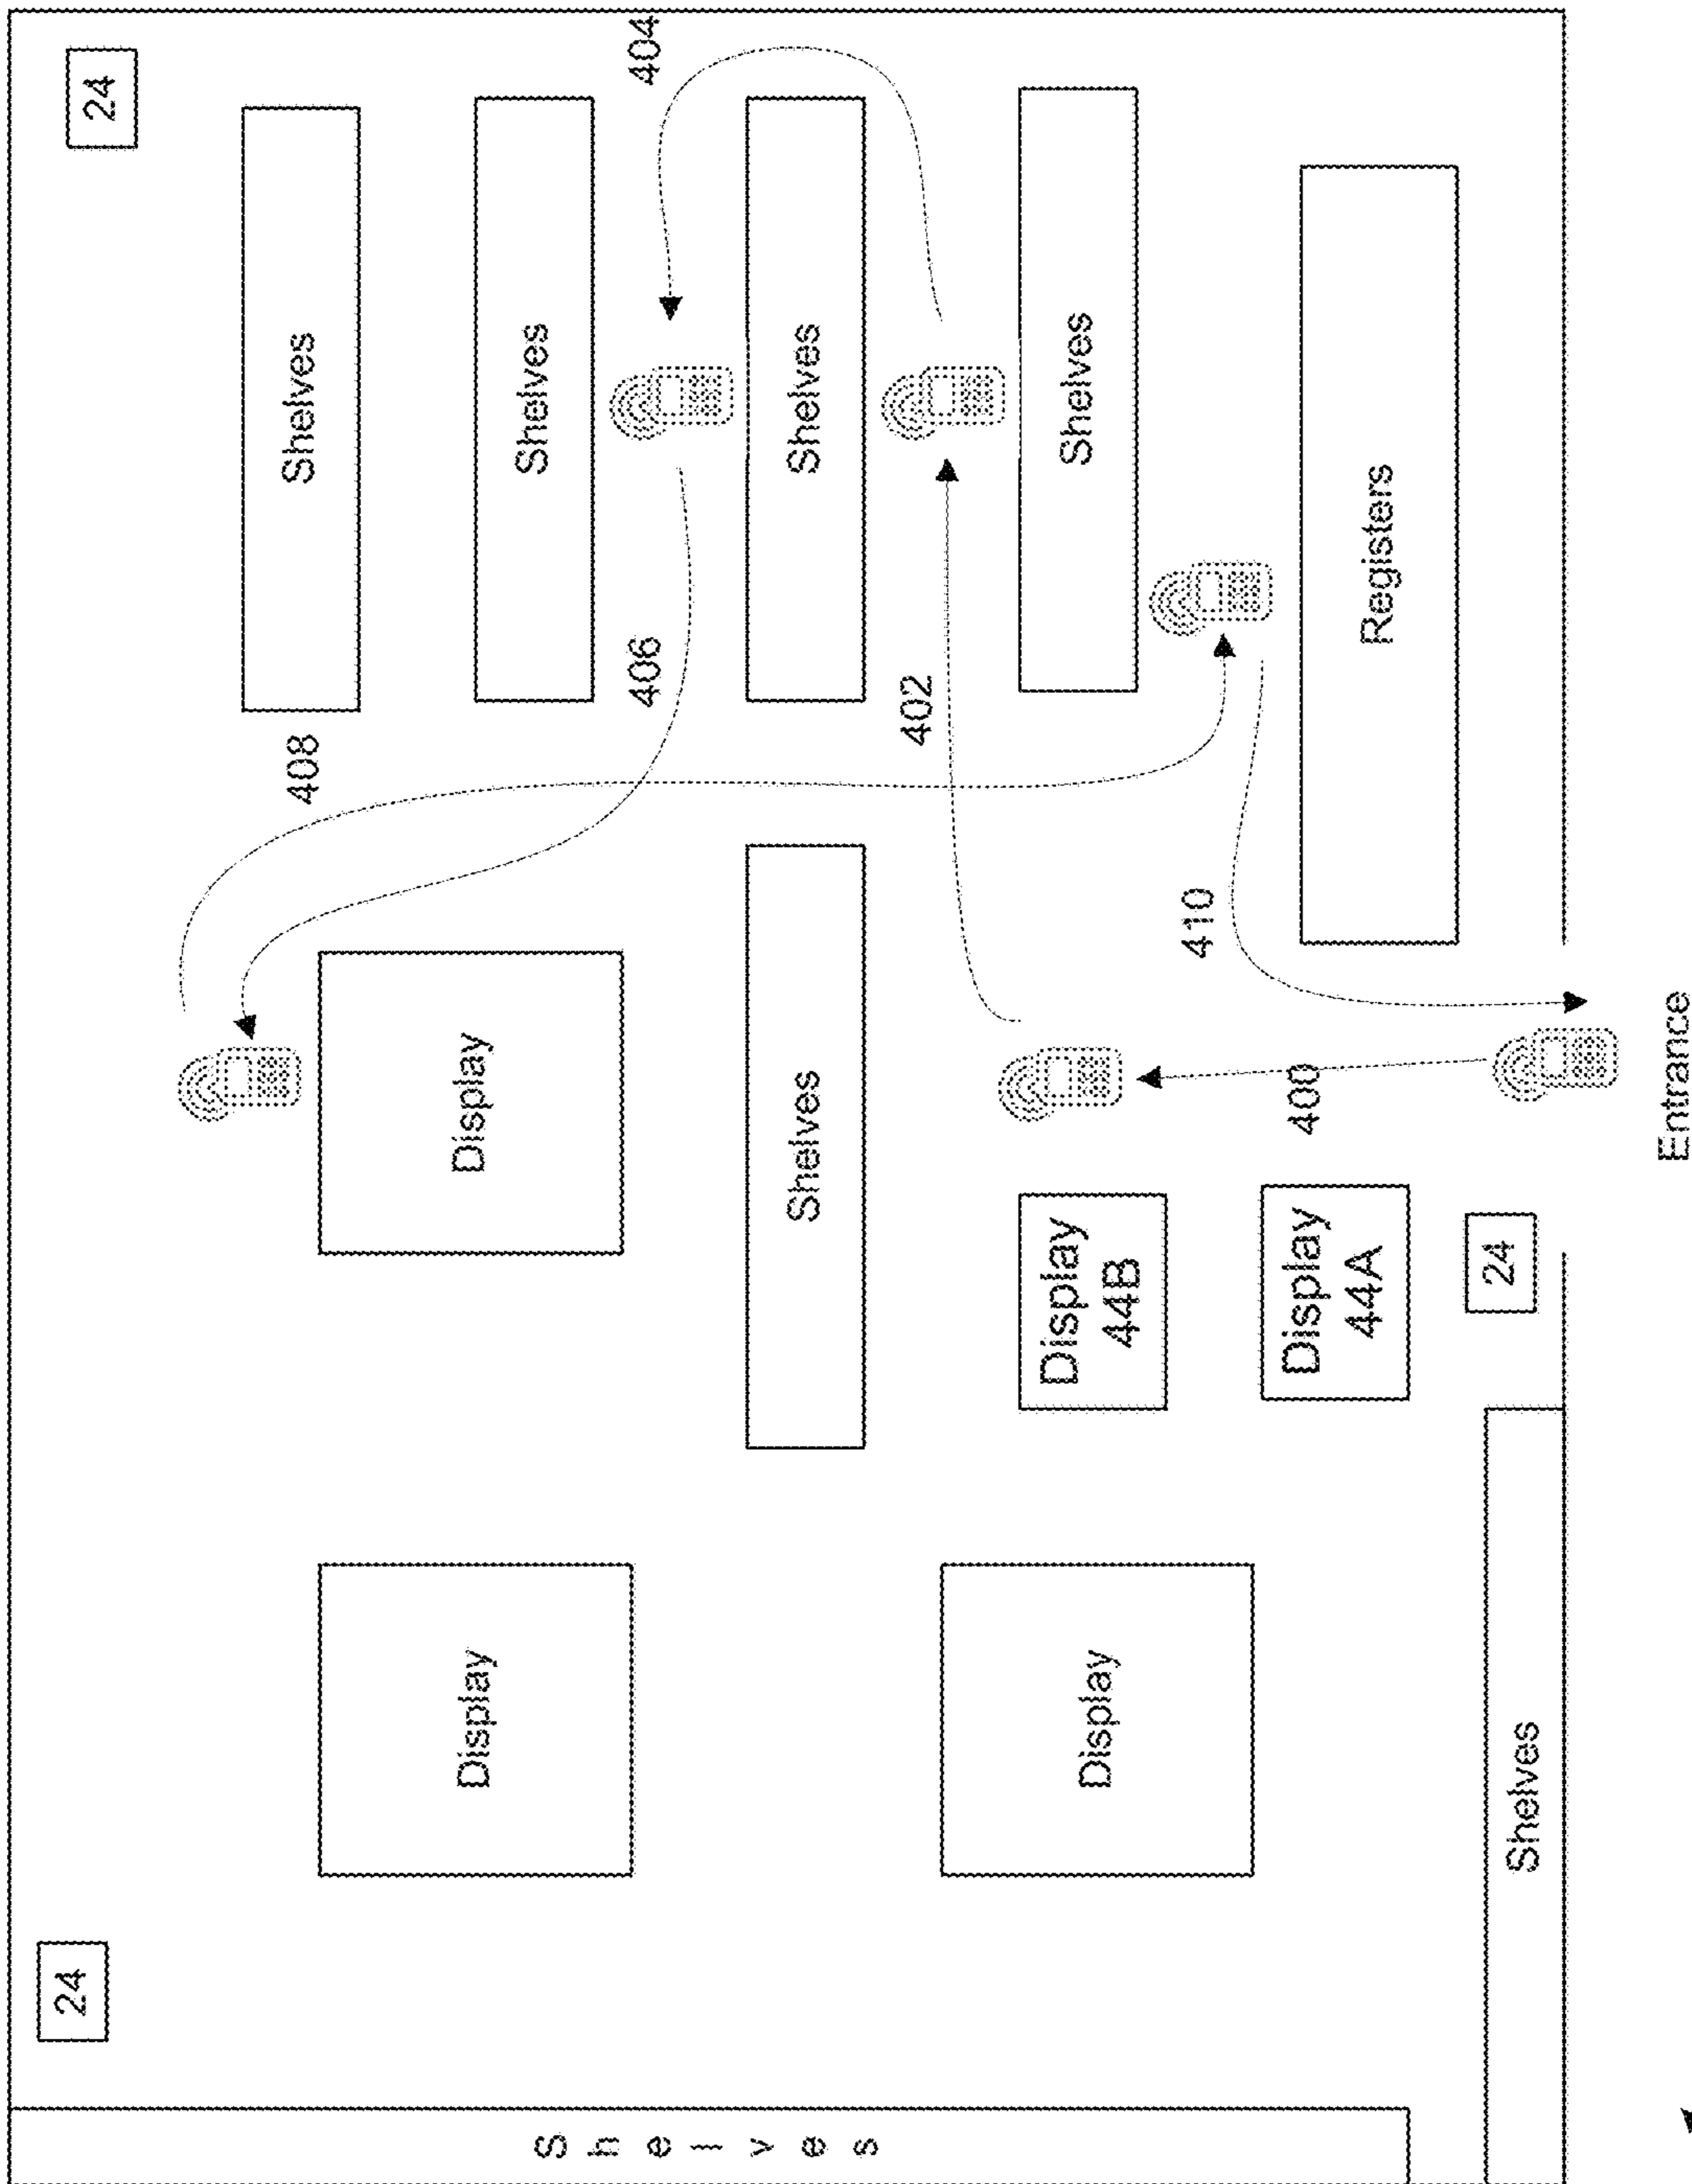 24
24
Shelves
408
Display
Display
Shelves
S
h
e
l
v
e
s
406
404
Shelves
Shelves
402
Display
44B
Shelves
Display
410
Display
44A
400
Registers
24
Shelves
Entrance